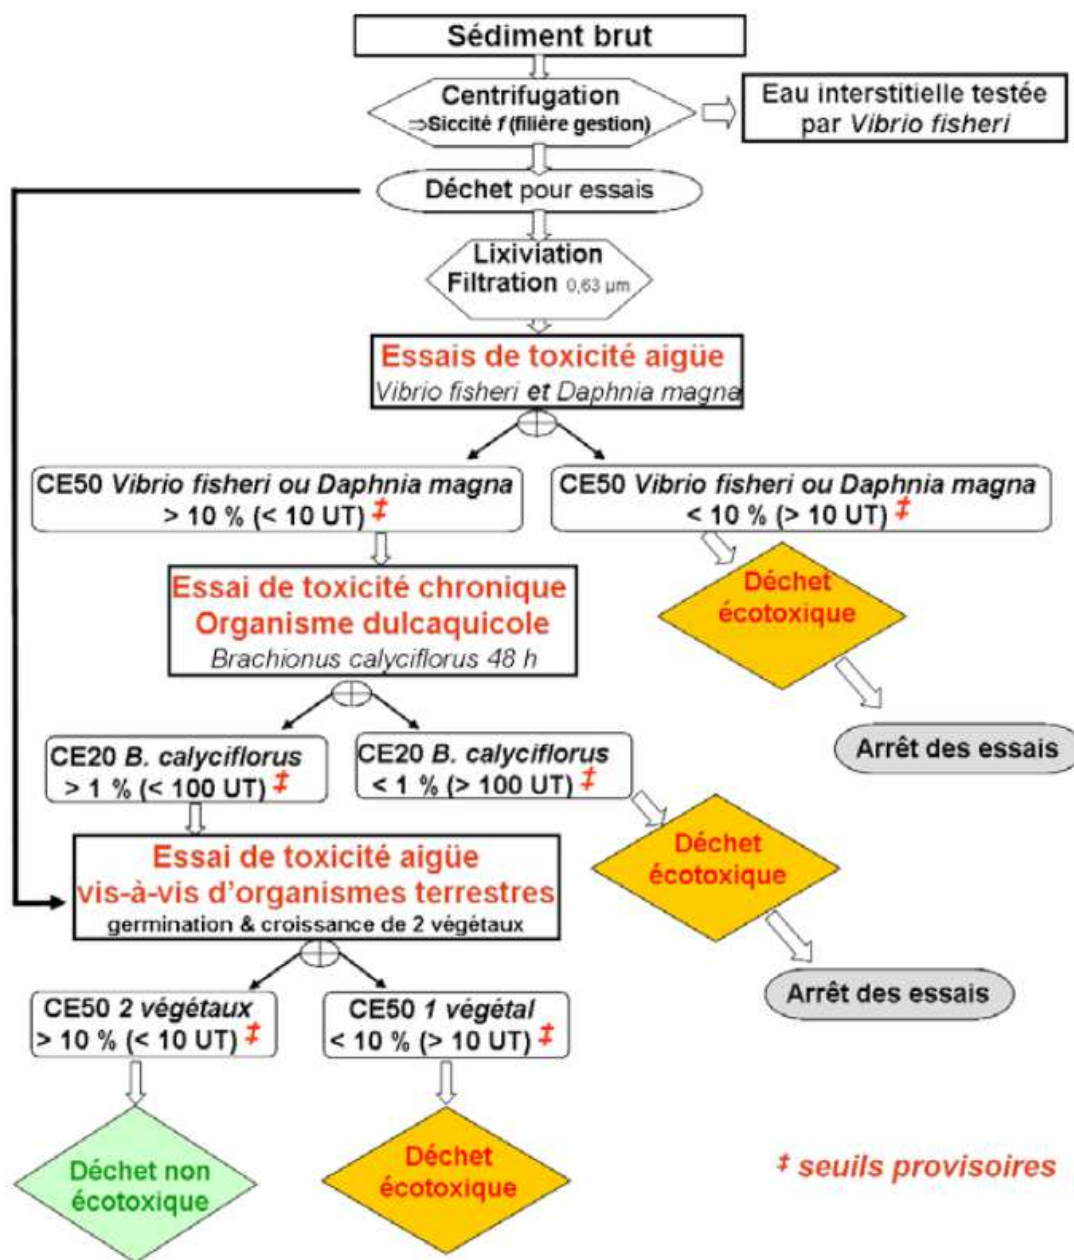 Sédiment brut
Centrifugation
⇒Siccité f (filière gestion)
Eau interstitielle testée
par Vibrio fisheri
Déchet pour essais
Lixiviation
Filtration 0,63 µm
Essais de toxicité aigüe
Vibrio fisheri et Daphnia magna
CE50 Vibrio fisheri ou Daphnia magna
> 10 % (< 10 UT) ‡
CE50 Vibrio fisheri ou Daphnia magna
< 10 % (> 10 UT) ‡
Déchet
écotoxique
Arrêt des essais
Essai de toxicité chronique
Organisme dulcaquicole
Brachionus calyciflorus 48 h
CE20 B. calyciflorus
> 1 % (< 100 UT) ‡
CE20 B. calyciflorus
< 1 % (> 100 UT) ‡
Déchet
écotoxique
Arrêt des essais
Essai de toxicité aigüe
vis-à-vis d'organismes terrestres
germination & croissance de 2 végétaux
CE50 2 végétaux
> 10 % (< 10 UT) ‡
CE50 1 végétal
< 10 % (> 10 UT) ‡
Déchet non
écotoxique
Déchet
écotoxique
‡ seuils provisoires